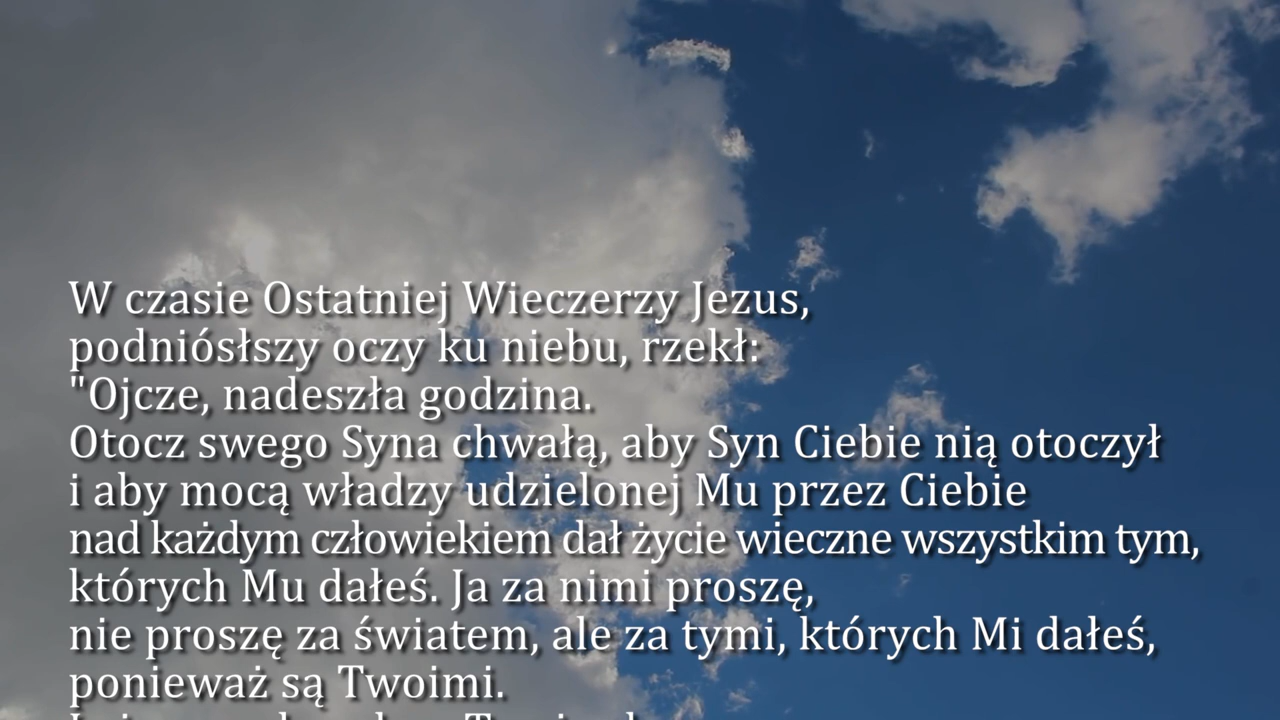 W czasie Ostatniej Wieczerzy Jezus,
podniósłszy oczy ku niebu, rzekł:
"Ojcze, nadeszła godzina.
Otocz swego Syna chwałą, aby Syn Ciebie nią otoczył
i aby mocą władzy udzielonej Mu przez Ciebie
nad każdym człowiekiem dał życie wieczne wszystkim tym,
których Mu dałeś. Ja za nimi proszę,
nie proszę za światem, ale za tymi, których Mi dałeś,
ponieważ są Twoimi.